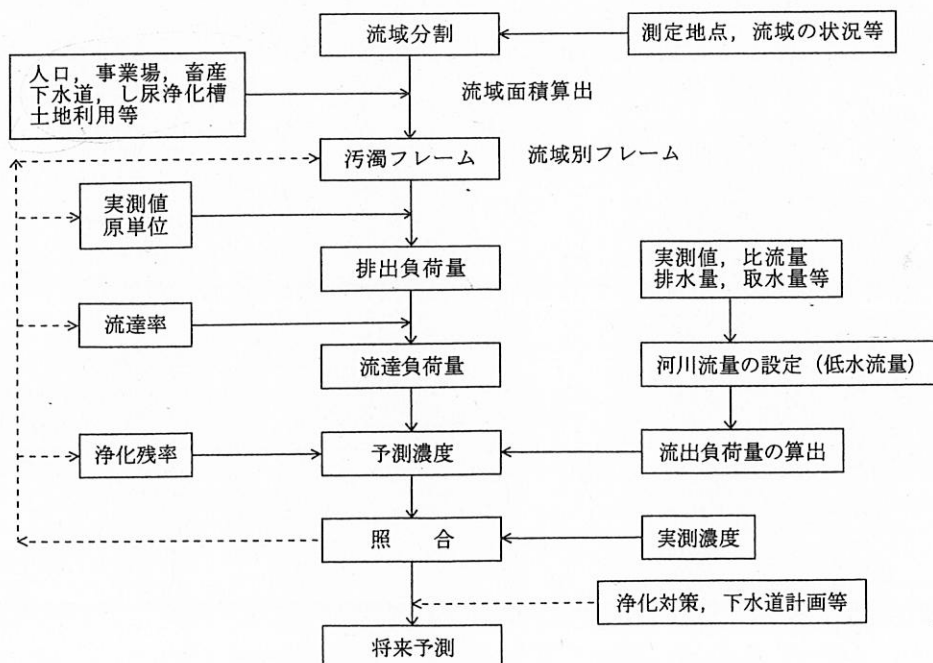 流域分割
測定地点，流域の状況等
人口，事業場，畜産
下水道，し尿浄化槽
土地利用等
流域面積算出
汚濁フレーム
流域別フレーム
実測値
原単位
排出負荷量
実測値，比流量
排水量，取水量等
流達率
流達負荷量
河川流量の設定（低水流量）
浄化残率
予測濃度
流出負荷量の算出
照　　合
実測濃度
浄化対策，下水道計画等
将来予測